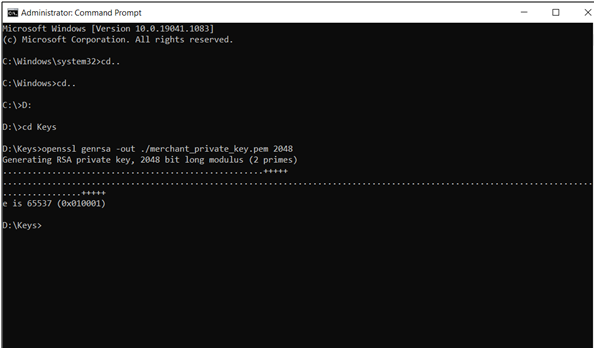 Administrator: Command Prompt
Microsoft Windows [Version 10.0.19041.1083]
(c) Microsoft Corporation. All rights reserved.
C:\Windows\system32>cd..
C:\Windows>cd..
C:\>D:
D:\>cd Keys
D:\Keys>openssl genrsa -out ./merchant_private_key.pem 2048
Generating RSA private key, 2048 bit long modulus (2 primes)
.....................................................+++++
........................................................................................................................
................+++++
e is 65537 (0x010001)
D:\Keys>